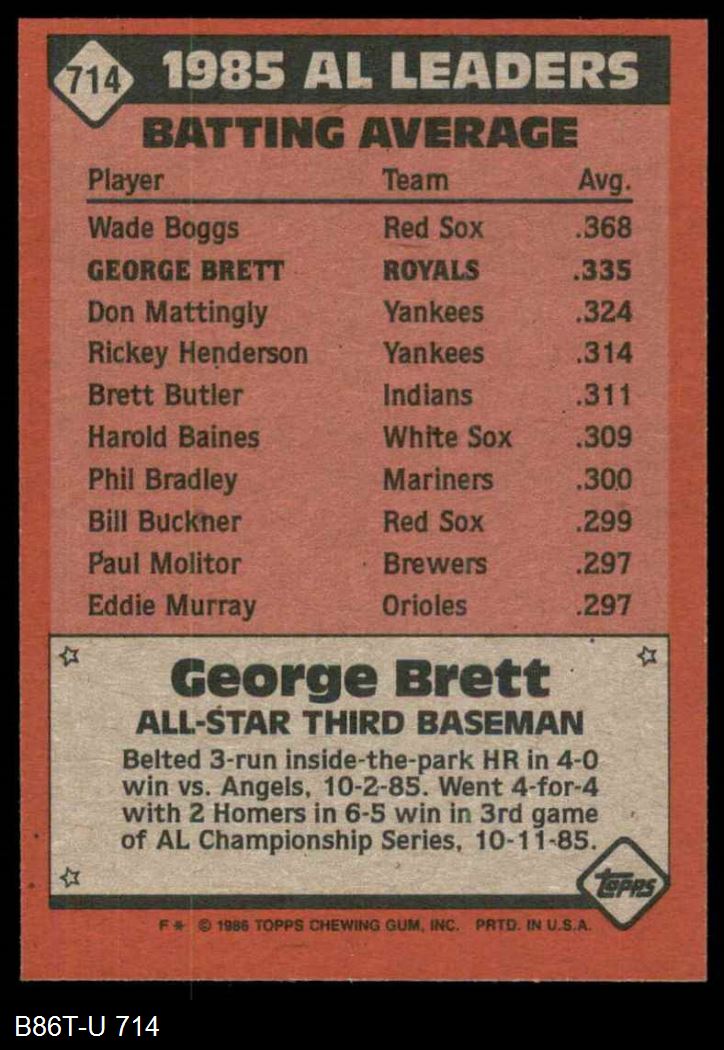 714 1985 AL LEADERS
BATTING AVERAGE
Player Team Avg.
Wade Boggs Red Sox .368
GEORGE BRETT ROYALS .335
Don Mattingly Yankees .324
Rickey Henderson Yankees .314
Brett Butler Indians .311
Harold Baines White Sox .309
Phil Bradley Mariners .300
Bill Buckner Red Sox .299
Paul Molitor Brewers .297
Eddie Murray Orioles .297
George Brett
ALL-STAR THIRD BASEMAN
Belted 3-run inside-the-park HR in 4-0
win vs. Angels, 10-2-85. Went 4-for-4
with 2 Homers in 6-5 win in 3rd game
of AL Championship Series, 10-11-85.
Topps
F * © 1986 TOPPS CHEWING GUM, INC. PRTD. IN U.S.A.
B86T-U 714